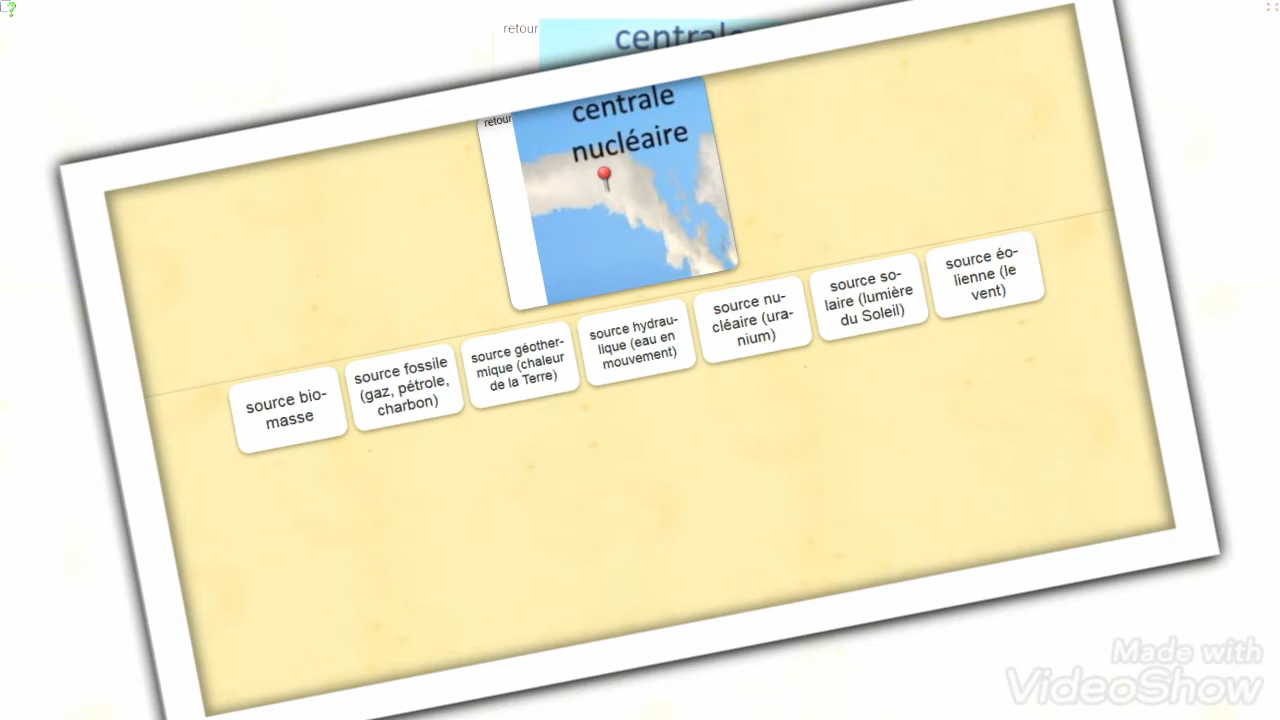 retour
centrale
retour
centrale
nucléaire
source bio-
masse
source fossile
(gaz, pétrole,
charbon)
source géother-
mique (chaleur
de la Terre)
source hydrau-
lique (eau en
mouvement)
source nu-
cléaire (ura-
nium)
source so-
laire (lumière
du Soleil)
source éo-
lienne (le
vent)
Made with
VideoShow